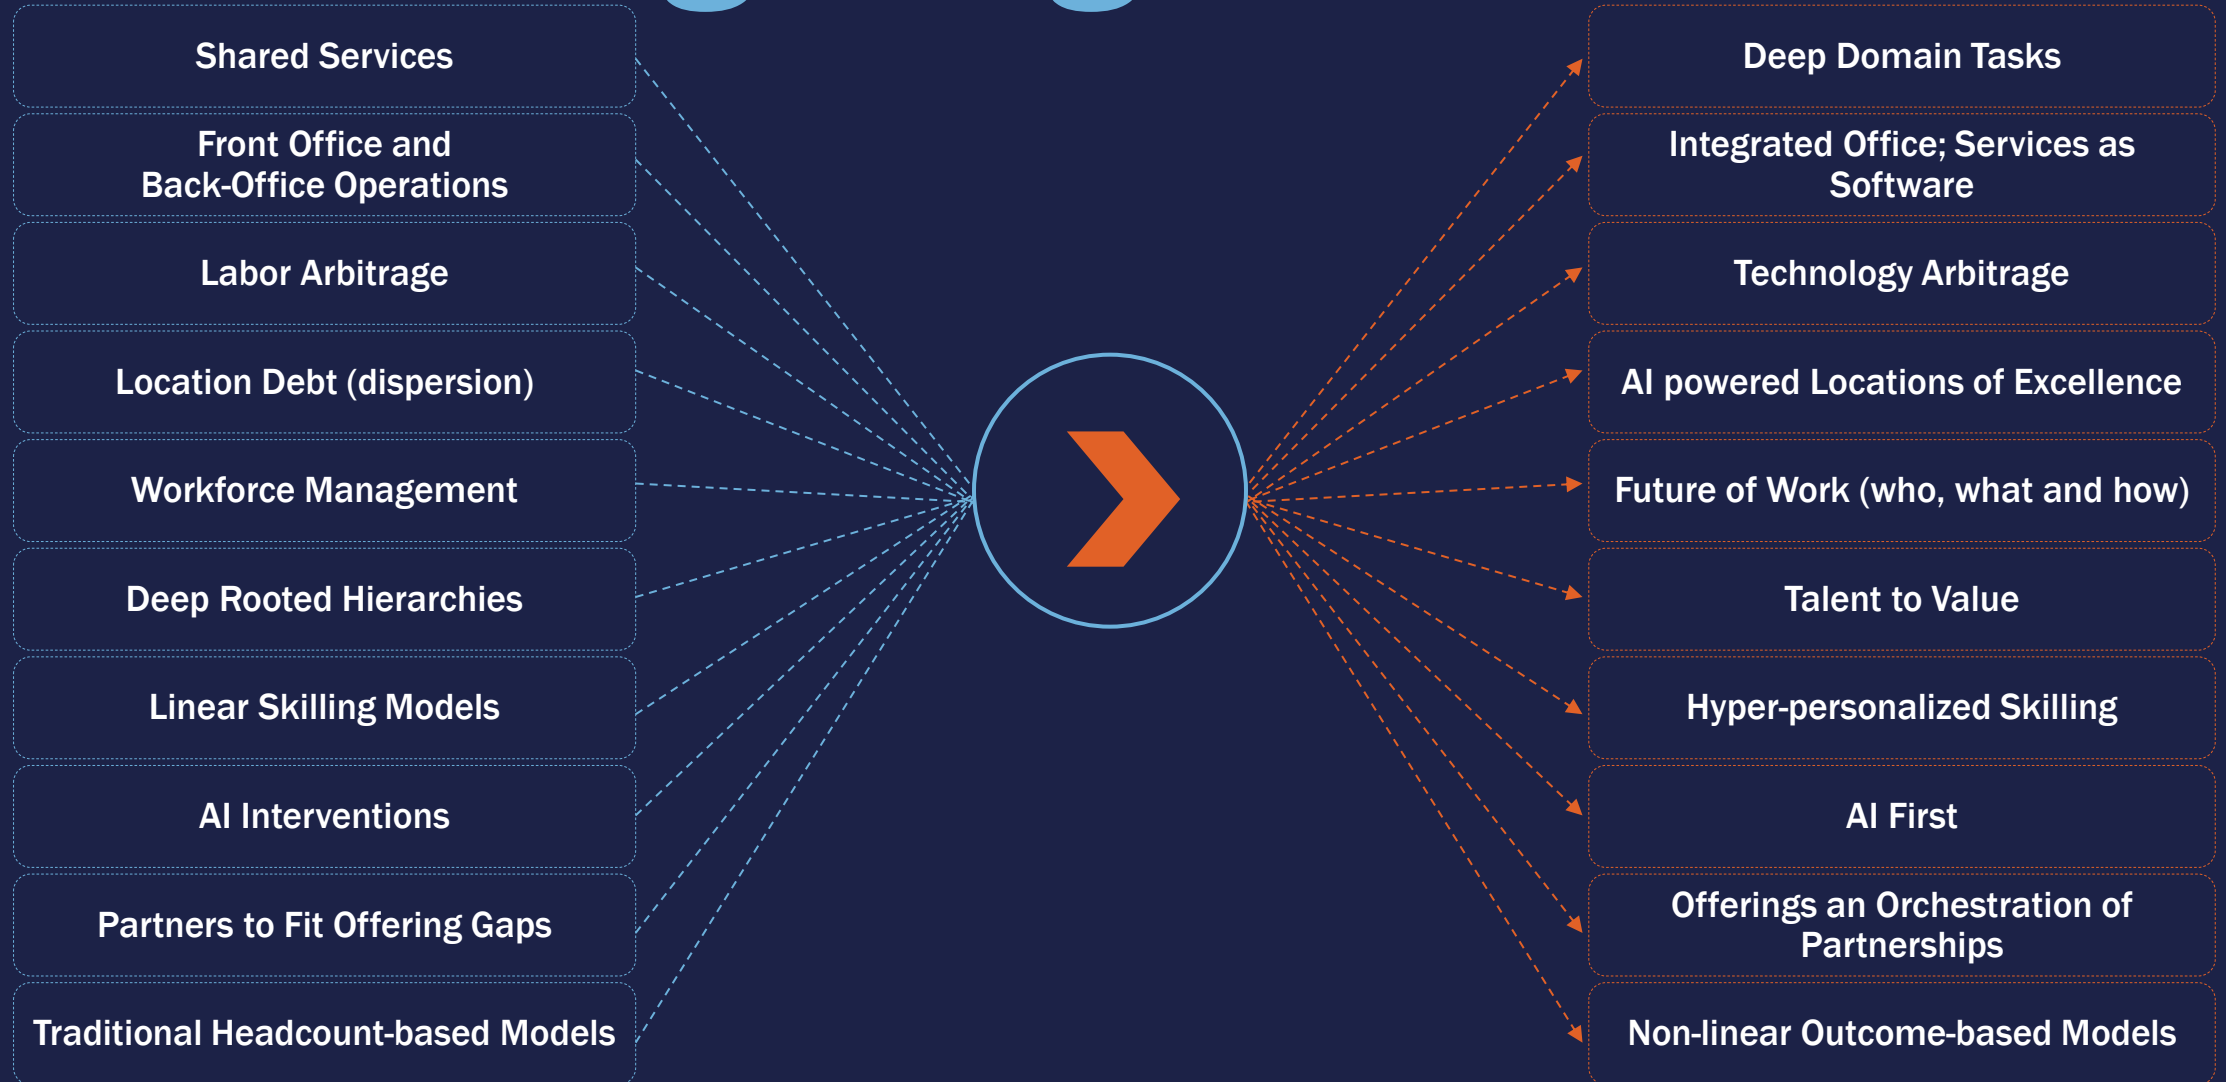 Shared Services
Front Office and
Back-Office Operations
Labor Arbitrage
Location Debt (dispersion)
Workforce Management
Deep Rooted Hierarchies
Linear Skilling Models
AI Interventions
Partners to Fit Offering Gaps
Traditional Headcount-based Models
Deep Domain Tasks
Integrated Office; Services as
Software
Technology Arbitrage
AI powered Locations of Excellence
Future of Work (who, what and how)
Talent to Value
Hyper-personalized Skilling
AI First
Offerings an Orchestration of
Partnerships
Non-linear Outcome-based Models